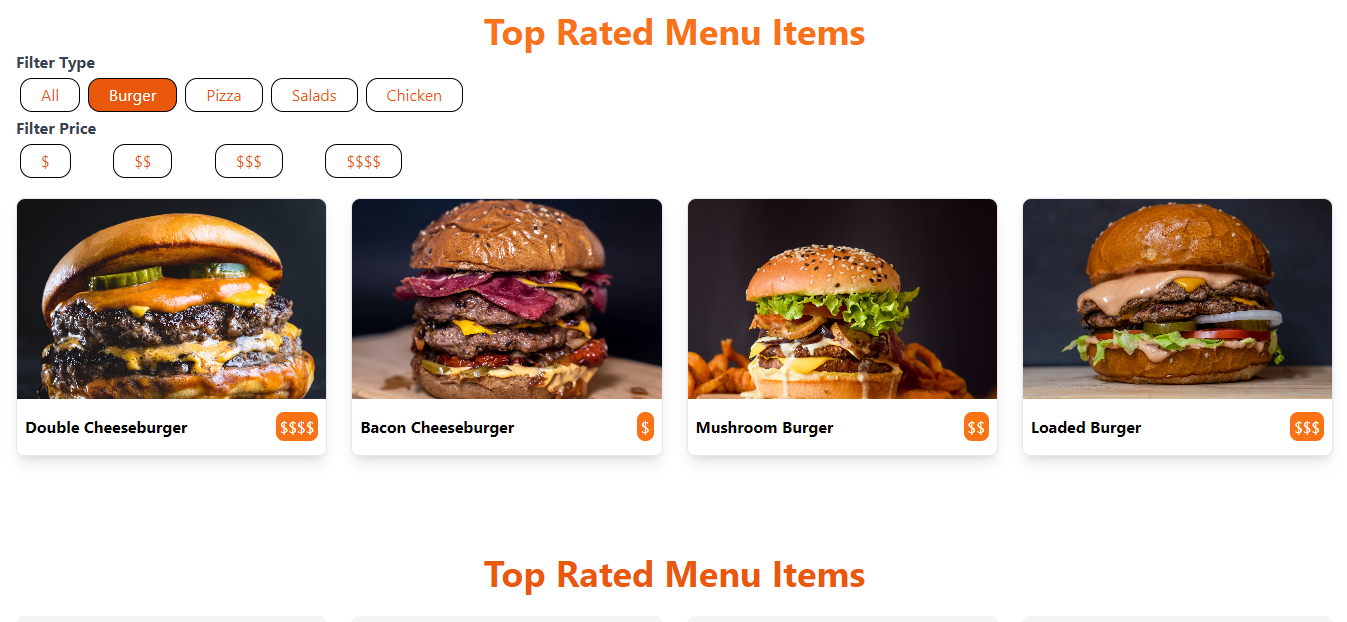 Top Rated Menu Items
Filter Type
All Burger Pizza Salads Chicken
Filter Price
$ $$ $$$ $$$$
Double Cheeseburger $$$$ Bacon Cheeseburger $ Mushroom Burger $$ Loaded Burger $$$
Top Rated Menu Items